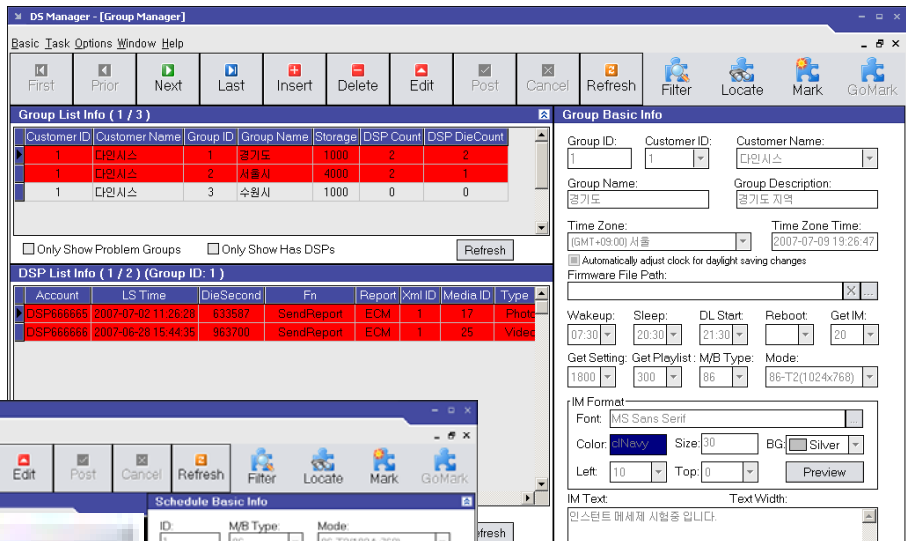 DS Manager - [Group Manager]
Basic Task Options Window Help
First Prior Next Last Insert Delete Edit Post Cancel Refresh Filter Locate Mark GoMark
Group List Info ( 1 / 3 )
Customer ID Customer Name Group ID Group Name Storage DSP Count DSP DieCount
1 다인시스 1 경기도 1000 2 2
1 다인시스 2 서울시 4000 2 1
1 다인시스 3 수원시 1000 0 0
Only Show Problem Groups Only Show Has DSPs Refresh
DSP List Info ( 1 / 2 ) (Group ID: 1 )
Account LS Time DieSecond Fn Report Xml ID Media ID Type
DSP666665 2007-07-02 11:26:28 633587 SendReport ECM 1 17 Photo
DSP666666 2007-06-28 15:44:35 963700 SendReport ECM 1 25 Video
Group Basic Info
Group ID: Customer ID: Customer Name:
1 1 다인시스
Group Name: Group Description:
경기도 경기도 지역
Time Zone: Time Zone Time:
(GMT+09:00) 서울 2007-07-09 19:26:47
Automatically adjust clock for daylight saving changes
Firmware File Path:
X ...
Wakeup: Sleep: DL Start: Reboot: Get IM:
07:30 20:30 21:30 20
Get Setting: Get Playlist: M/B Type: Mode:
1800 300 86 86-T2(1024x768)
IM Format
Font: MS Sans Serif ...
Color: clNavy Size: 30 BG: Silver
Left: 10 Top: 0 Preview
IM Text: Text Width:
인스턴트 메세제 시험중 입니다.
Edit Post Cancel Refresh Filter Locate Mark GoMark
Schedule Basic Info
ID: M/B Type: Mode:
efresh